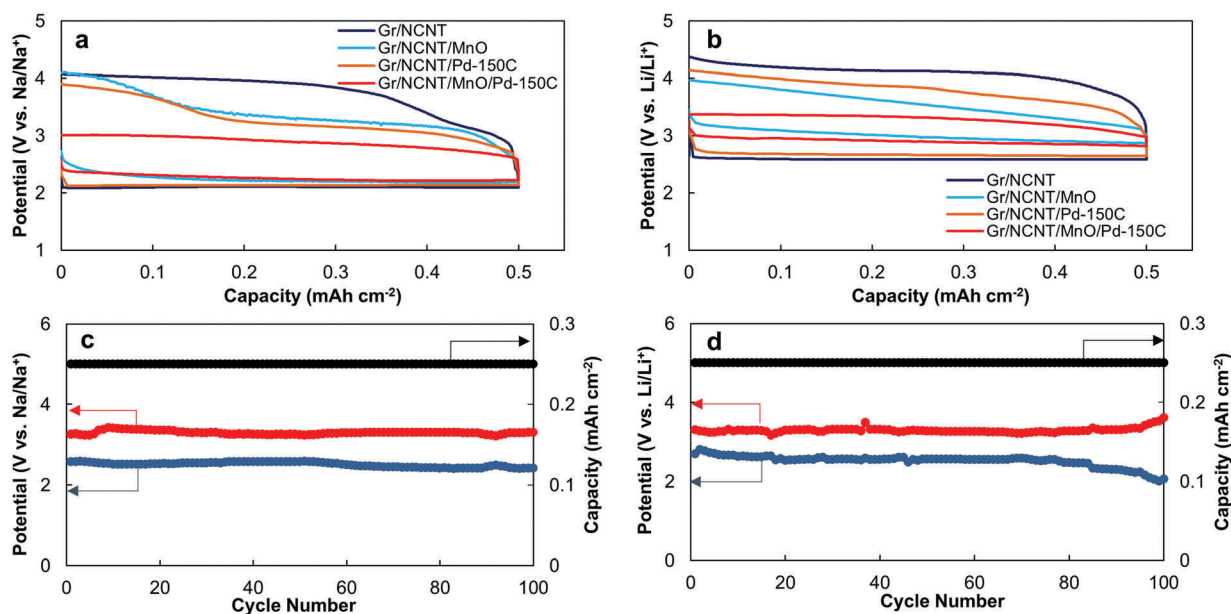 a
Gr/NCNT
Gr/NCNT/MnO
Gr/NCNT/Pd-150C
Gr/NCNT/MnO/Pd-150C
5
4
3
2
1
Potential (V vs. Na/Na⁺)
0
0.1
0.2
0.3
0.4
0.5
Capacity (mAh cm⁻²)
b
Gr/NCNT
Gr/NCNT/MnO
Gr/NCNT/Pd-150C
Gr/NCNT/MnO/Pd-150C
5
4
3
2
1
Potential (V vs. Li/Li⁺)
0
0.1
0.2
0.3
0.4
0.5
Capacity (mAh cm⁻²)
c
6
4
2
0
Potential (V vs. Na/Na⁺)
0.3
0.2
0.1
0
Capacity (mAh cm⁻²)
0
20
40
60
80
100
Cycle Number
d
6
4
2
0
Potential (V vs. Li/Li⁺)
0.3
0.2
0.1
0
Capacity (mAh cm⁻²)
0
20
40
60
80
100
Cycle Number